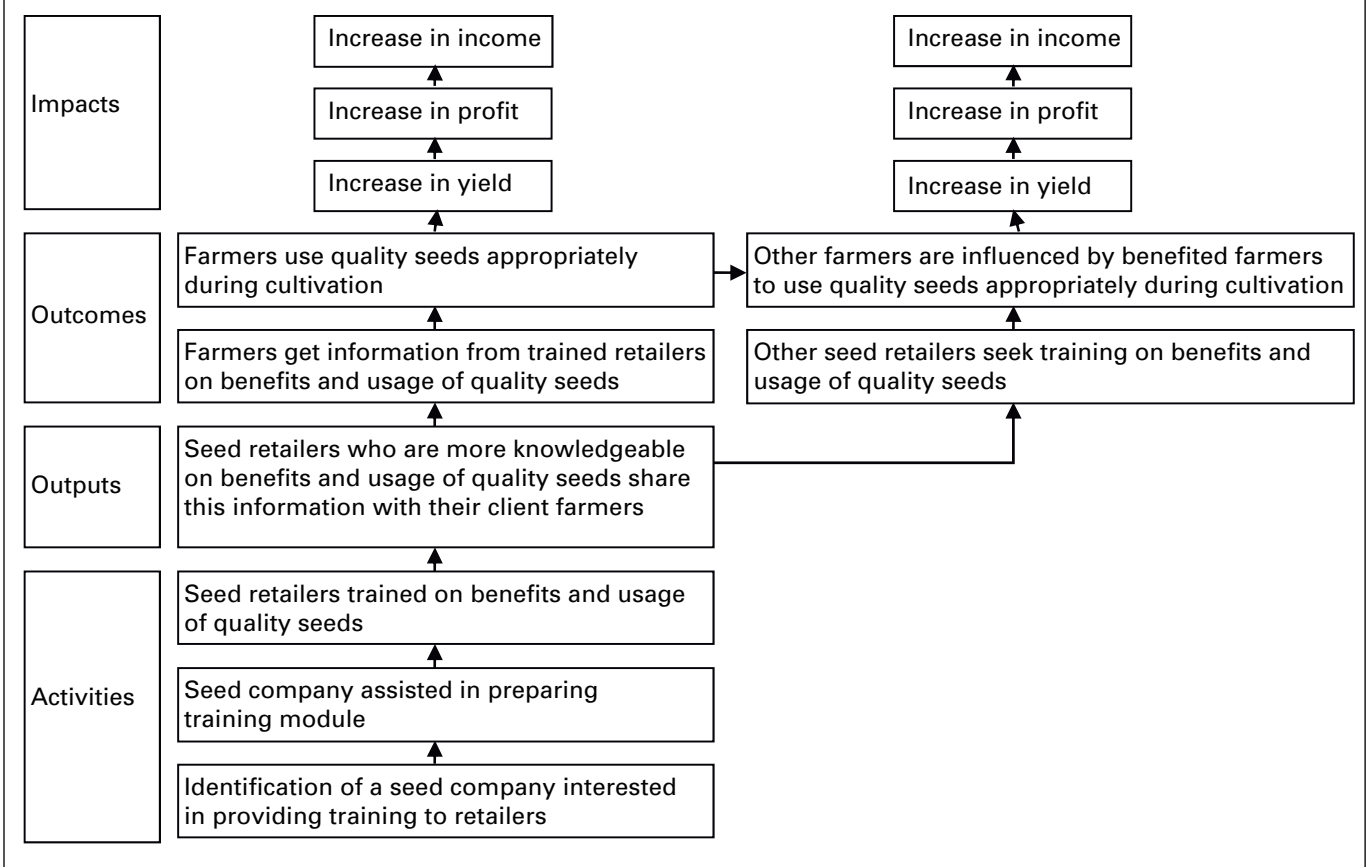 Impacts
Increase in income
Increase in profit
Increase in yield
Increase in income
Increase in profit
Increase in yield
Outcomes
Farmers use quality seeds appropriately
during cultivation
Other farmers are influenced by benefited farmers
to use quality seeds appropriately during cultivation
Farmers get information from trained retailers
on benefits and usage of quality seeds
Other seed retailers seek training on benefits and
usage of quality seeds
Outputs
Seed retailers who are more knowledgeable
on benefits and usage of quality seeds share
this information with their client farmers
Activities
Seed retailers trained on benefits and usage
of quality seeds
Seed company assisted in preparing
training module
Identification of a seed company interested
in providing training to retailers